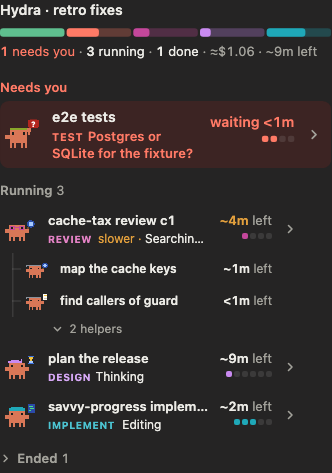 Hydra · retro fixes
1 needs you · 3 running · 1 done · ≈$1.06 · ~9m left
Needs you
e2e tests
waiting <1m
TEST Postgres or
SQLite for the fixture?
Running 3
cache-tax review c1
~4m left
REVIEW slower · Searchin...
map the cache keys
~1m left
find callers of guard
<1m left
2 helpers
plan the release
~9m left
DESIGN Thinking
savvy-progress implem...
~2m left
IMPLEMENT Editing
Ended 1